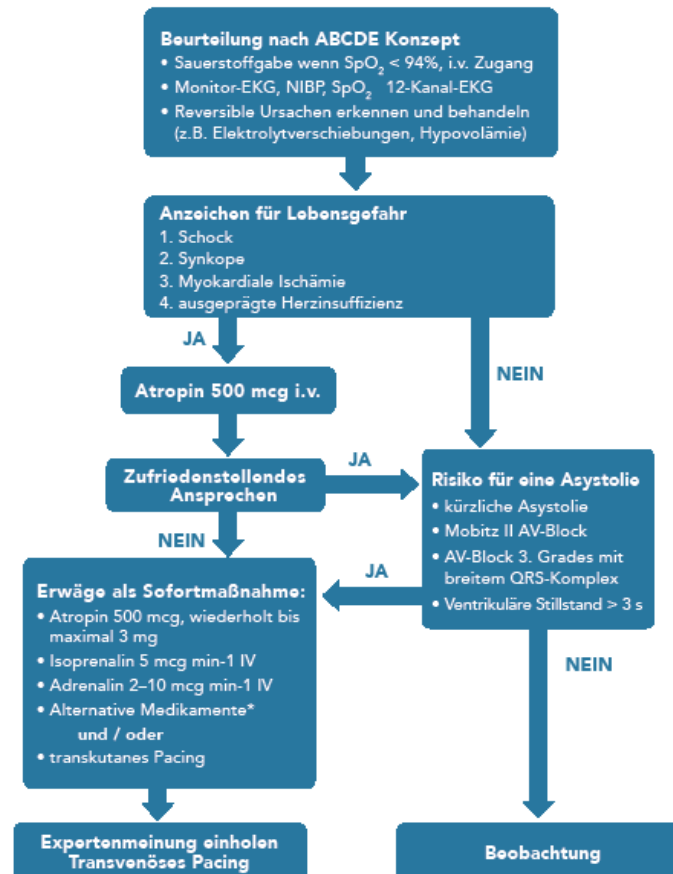 Beurteilung nach ABCDE Konzept
• Sauerstoffgabe wenn SpO₂ < 94%, i.v. Zugang
• Monitor-EKG, NIBP, SpO₂ 12-Kanal-EKG
• Reversible Ursachen erkennen und behandeln
(z.B. Elektrolytverschiebungen, Hypovolämie)
Anzeichen für Lebensgefahr
1. Schock
2. Synkope
3. Myokardiale Ischämie
4. ausgeprägte Herzinsuffizienz
JA
NEIN
Atropin 500 mcg i.v.
Zufriedenstellendes
Ansprechen
JA
NEIN
Risiko für eine Asystolie
• kürzliche Asystolie
• Mobitz II AV-Block
• AV-Block 3. Grades mit
breitem QRS-Komplex
• Ventrikuläre Stillstand > 3 s
JA
NEIN
Erwäge als Sofortmaßnahme:
• Atropin 500 mcg, wiederholt bis
maximal 3 mg
• Isoprenalin 5 mcg min-1 IV
• Adrenalin 2–10 mcg min-1 IV
• Alternative Medikamente*
und / oder
• transkutanes Pacing
Expertenmeinung einholen
Transvenöses Pacing
Beobachtung